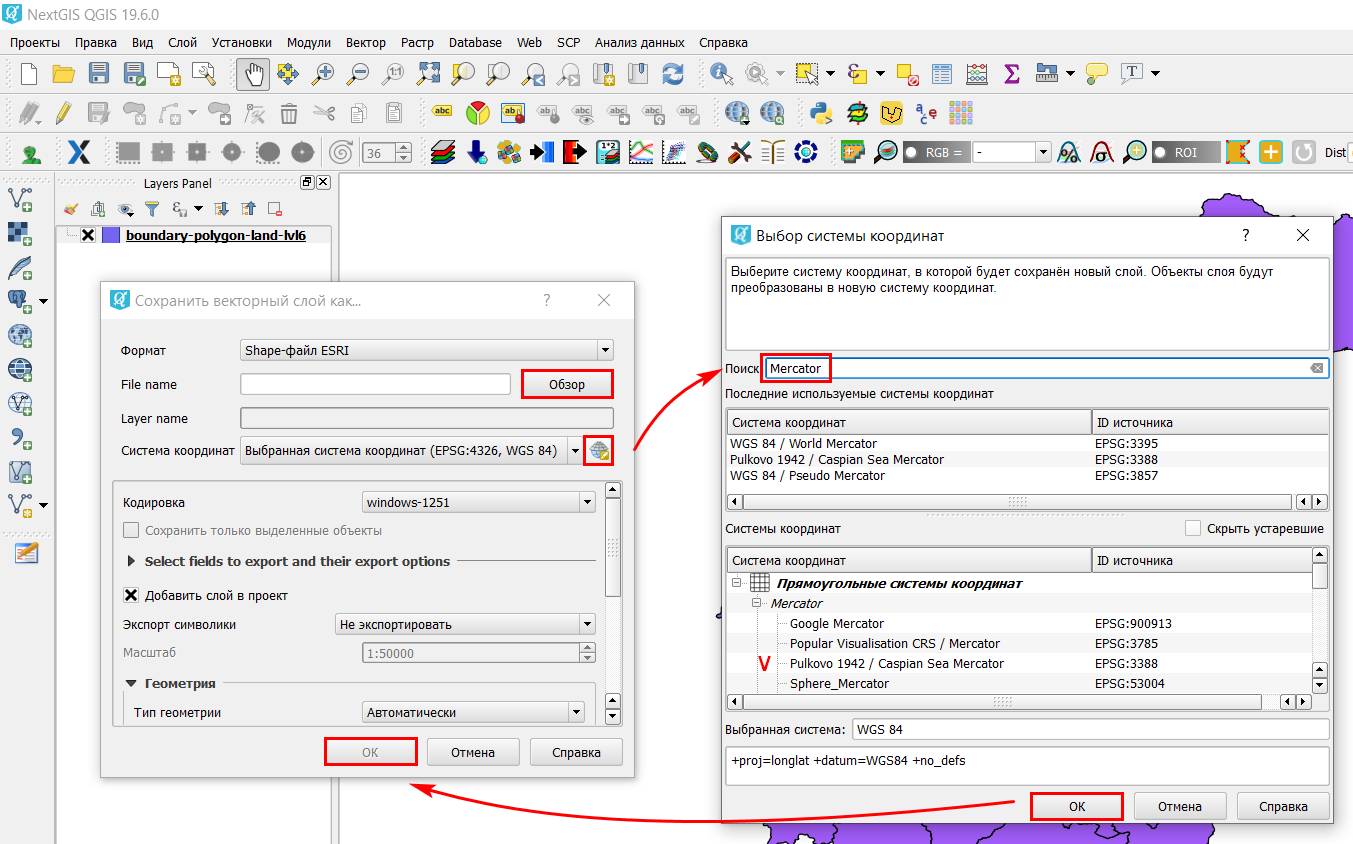 NextGIS QGIS 19.6.0
Проекты Правка Вид Слой Установки Модули Вектор Растр Database Web SCP Анализ данных Справка
36
RGB =
-
ROI
Dist
Layers Panel
boundary-polygon-land-lvl6
Сохранить векторный слой как...
Формат Shape-файл ESRI
File name Обзор
Layer name
Система координат Выбранная система координат (EPSG:4326, WGS 84)
Кодировка windows-1251
Сохранить только выделенные объекты
Select fields to export and their export options
Добавить слой в проект
Экспорт символики Не экспортировать
Масштаб 1:50000
Геометрия
Тип геометрии Автоматически
OK Отмена Справка
Выбор системы координат
Выберите систему координат, в которой будет сохранён новый слой. Объекты слоя будут
преобразованы в новую систему координат.
Поиск Mercator
Последние используемые системы координат
Система координат ID источника
WGS 84 / World Mercator EPSG:3395
Pulkovo 1942 / Caspian Sea Mercator EPSG:3388
WGS 84 / Pseudo Mercator EPSG:3857
Системы координат Скрыть устаревшие
Система координат ID источника
Прямоугольные системы координат
Mercator
Google Mercator EPSG:900913
Popular Visualisation CRS / Mercator EPSG:3785
V Pulkovo 1942 / Caspian Sea Mercator EPSG:3388
Sphere_Mercator EPSG:53004
Выбранная система: WGS 84
+proj=longlat +datum=WGS84 +no_defs
OK Отмена Справка